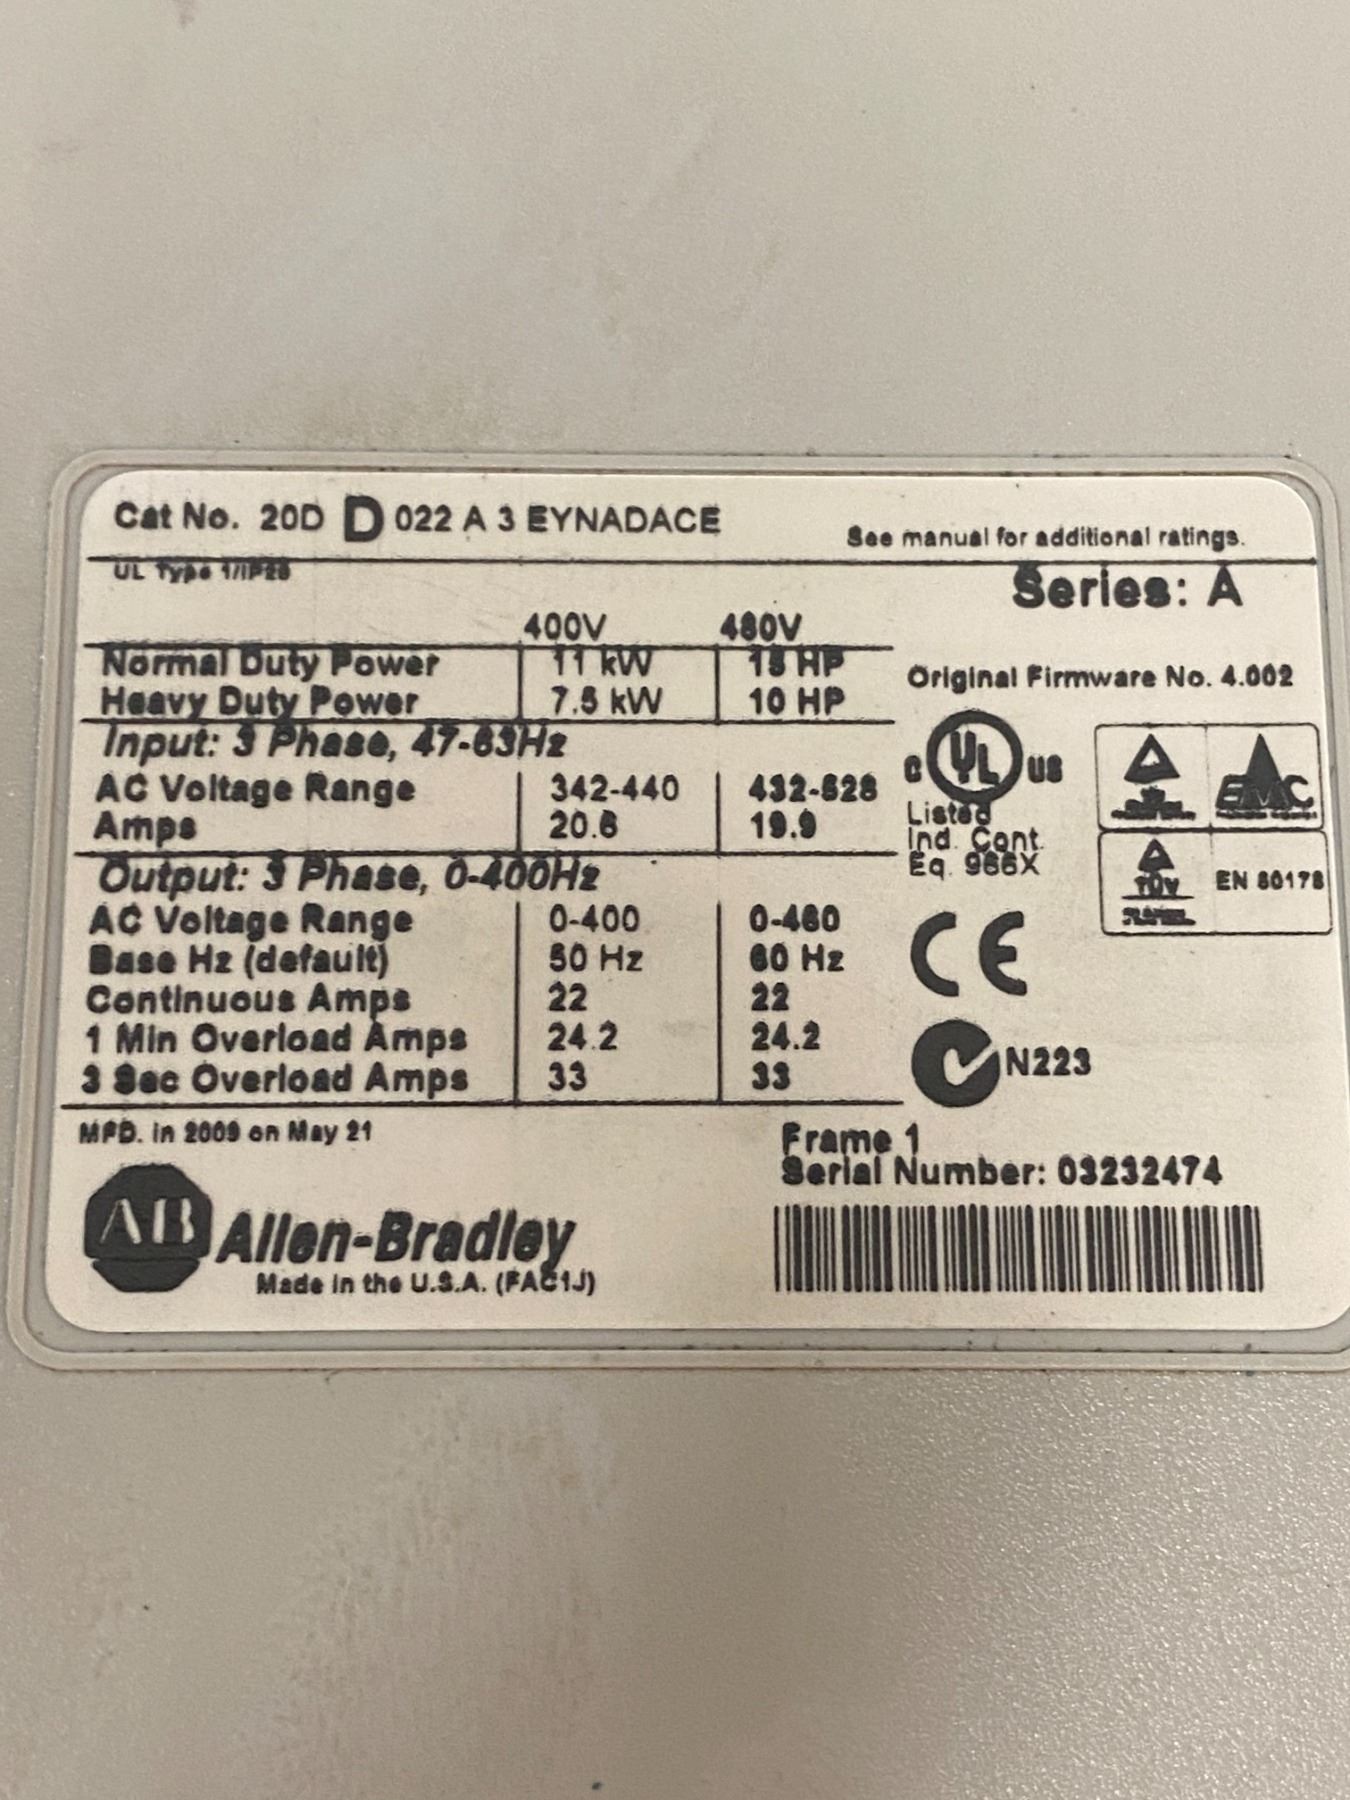 Cat No. 20D D 022 A 3 EYNADACE
See manual for additional ratings.
UL Type 1/IP20
Series: A
400V 480V
Normal Duty Power 11 kW 15 HP
Heavy Duty Power 7.5 kW 10 HP
Original Firmware No. 4.002
Input: 3 Phase, 47-63Hz
AC Voltage Range 342-440 432-528
Amps 20.6 19.9
Output: 3 Phase, 0-400Hz
AC Voltage Range 0-400 0-460
Base Hz (default) 50 Hz 60 Hz
Continuous Amps 22 22
1 Min Overload Amps 24.2 24.2
3 Sec Overload Amps 33 33
C UL US
Listed
Ind. Cont.
Eq. 966X
EMC
TÜV
EN 50178
CE
N223
MFD. in 2009 on May 21
Frame 1
Serial Number: 03232474
AB Allen-Bradley
Made in the U.S.A. (FAC1J)